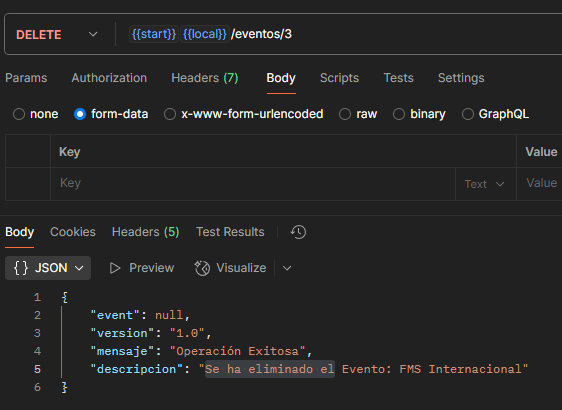 DELETE {{start}} {{local}}/eventos/3
Params Authorization Headers (7) Body Scripts Tests Settings
none form-data x-www-form-urlencoded raw binary GraphQL
Key Value
Key Text Value
Body Cookies Headers (5) Test Results
{} JSON Preview Visualize
1 {
2 "event": null,
3 "version": "1.0",
4 "mensaje": "Operación Exitosa",
5 "descripcion": "Se ha eliminado el Evento: FMS Internacional"
6 }